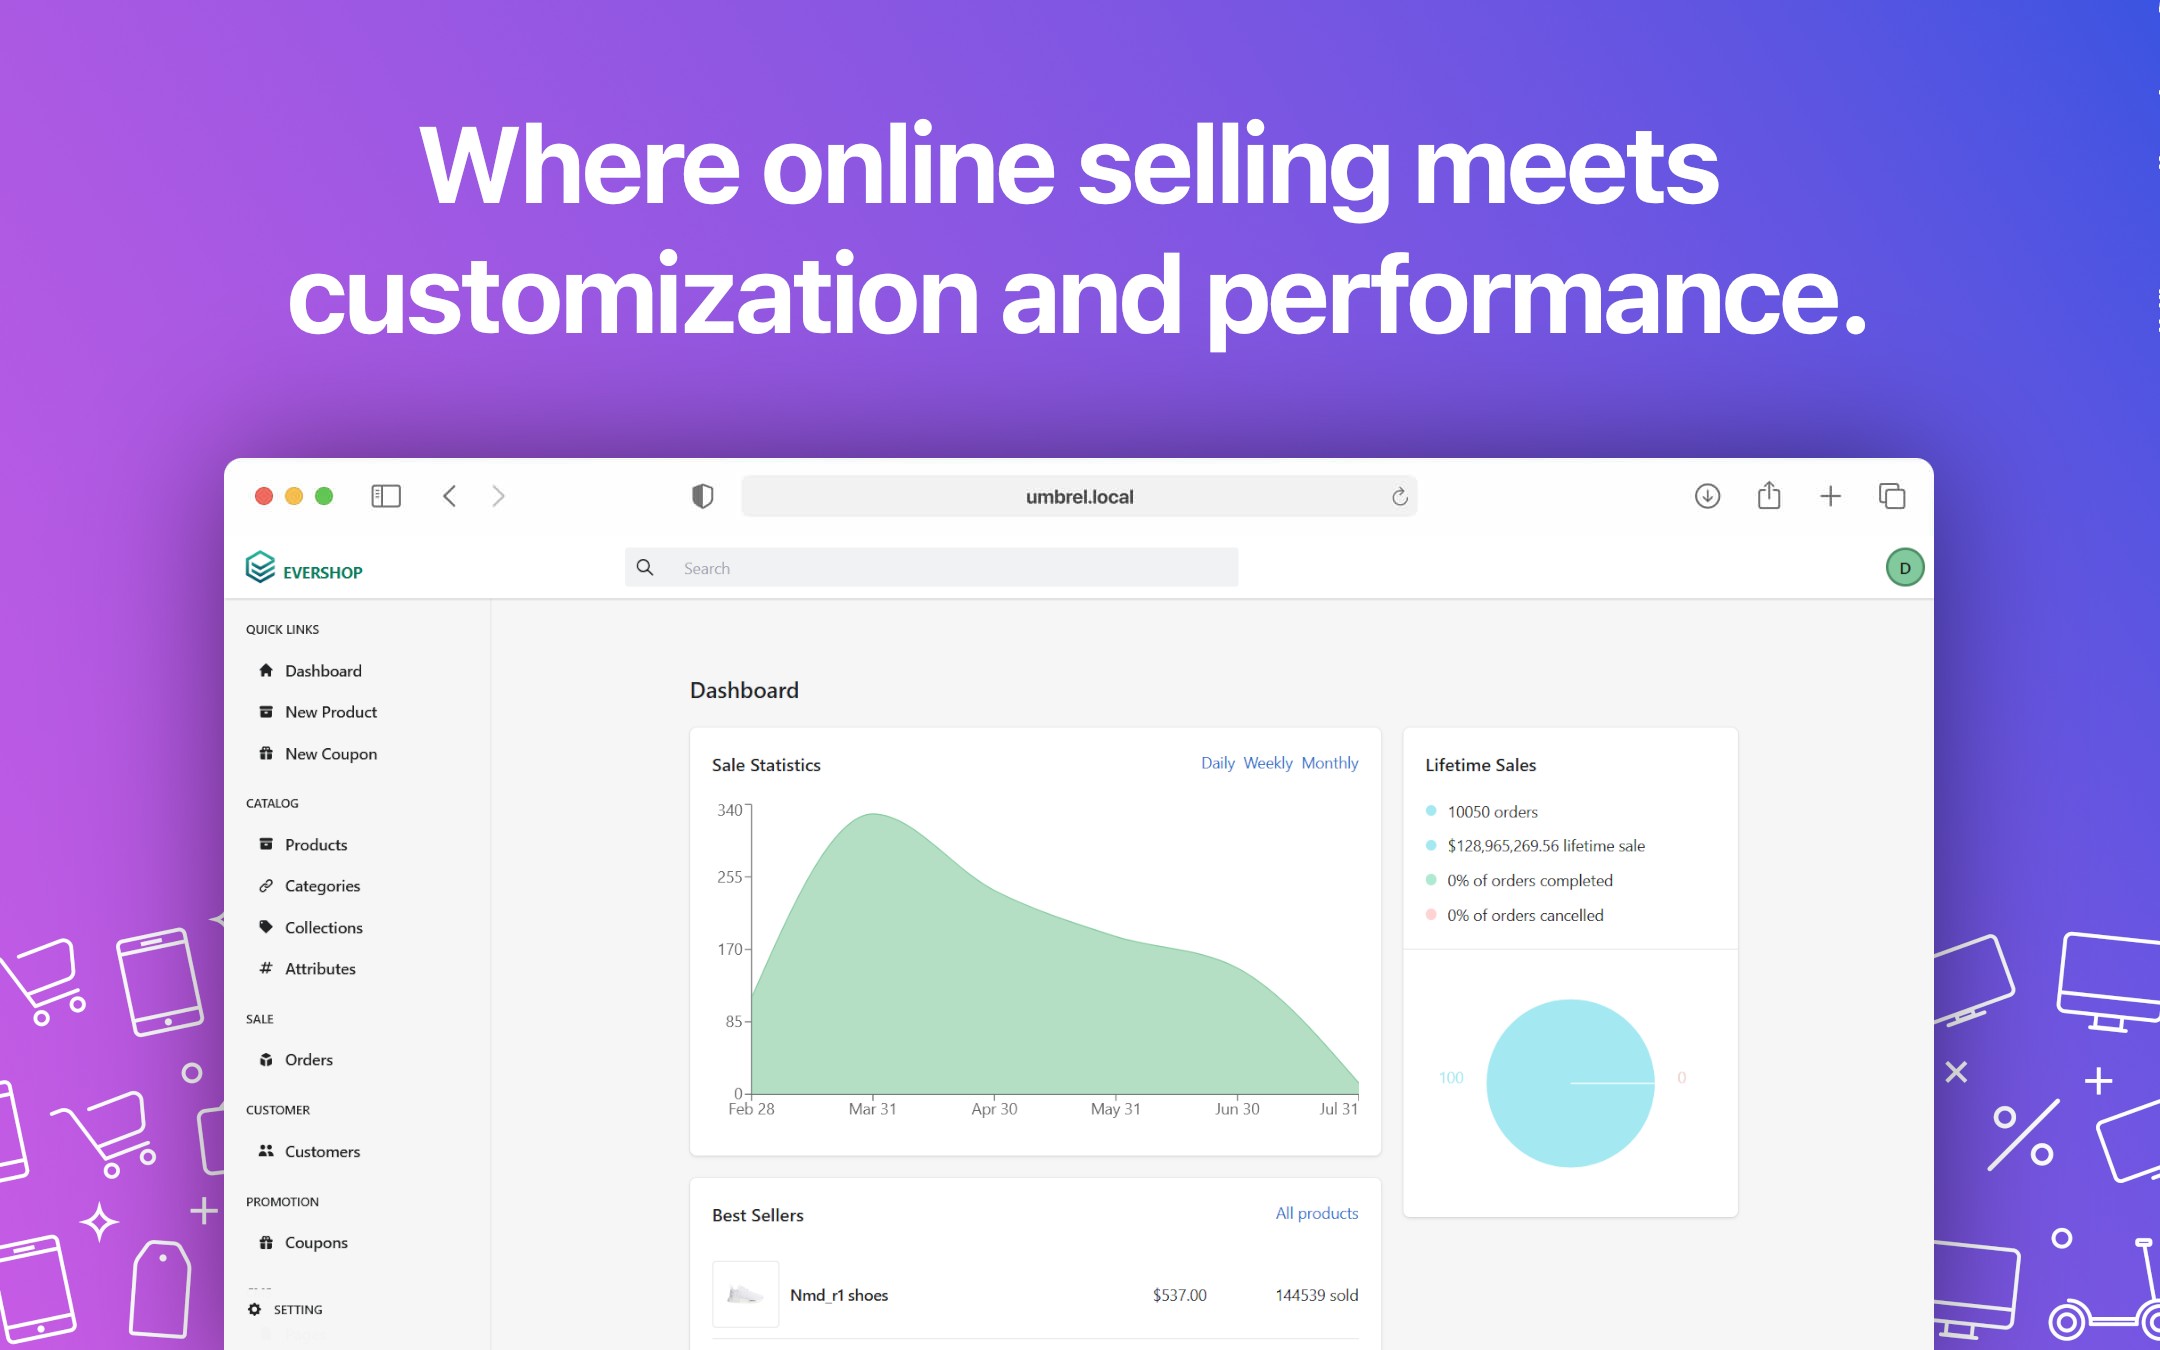 Where online selling meets
customization and performance.
umbrel.local
EVERSHOP
Search
D
QUICK LINKS
Dashboard
New Product
New Coupon
CATALOG
Products
Categories
Collections
Attributes
SALE
Orders
CUSTOMER
Customers
PROMOTION
Coupons
SETTING
Dashboard
Sale Statistics
Daily Weekly Monthly
340
255
170
85
0
Feb 28 Mar 31 Apr 30 May 31 Jun 30 Jul 31
Lifetime Sales
10050 orders
$128,965,269.56 lifetime sale
0% of orders completed
0% of orders cancelled
100 0
Best Sellers All products
Nmd_r1 shoes $537.00 144539 sold